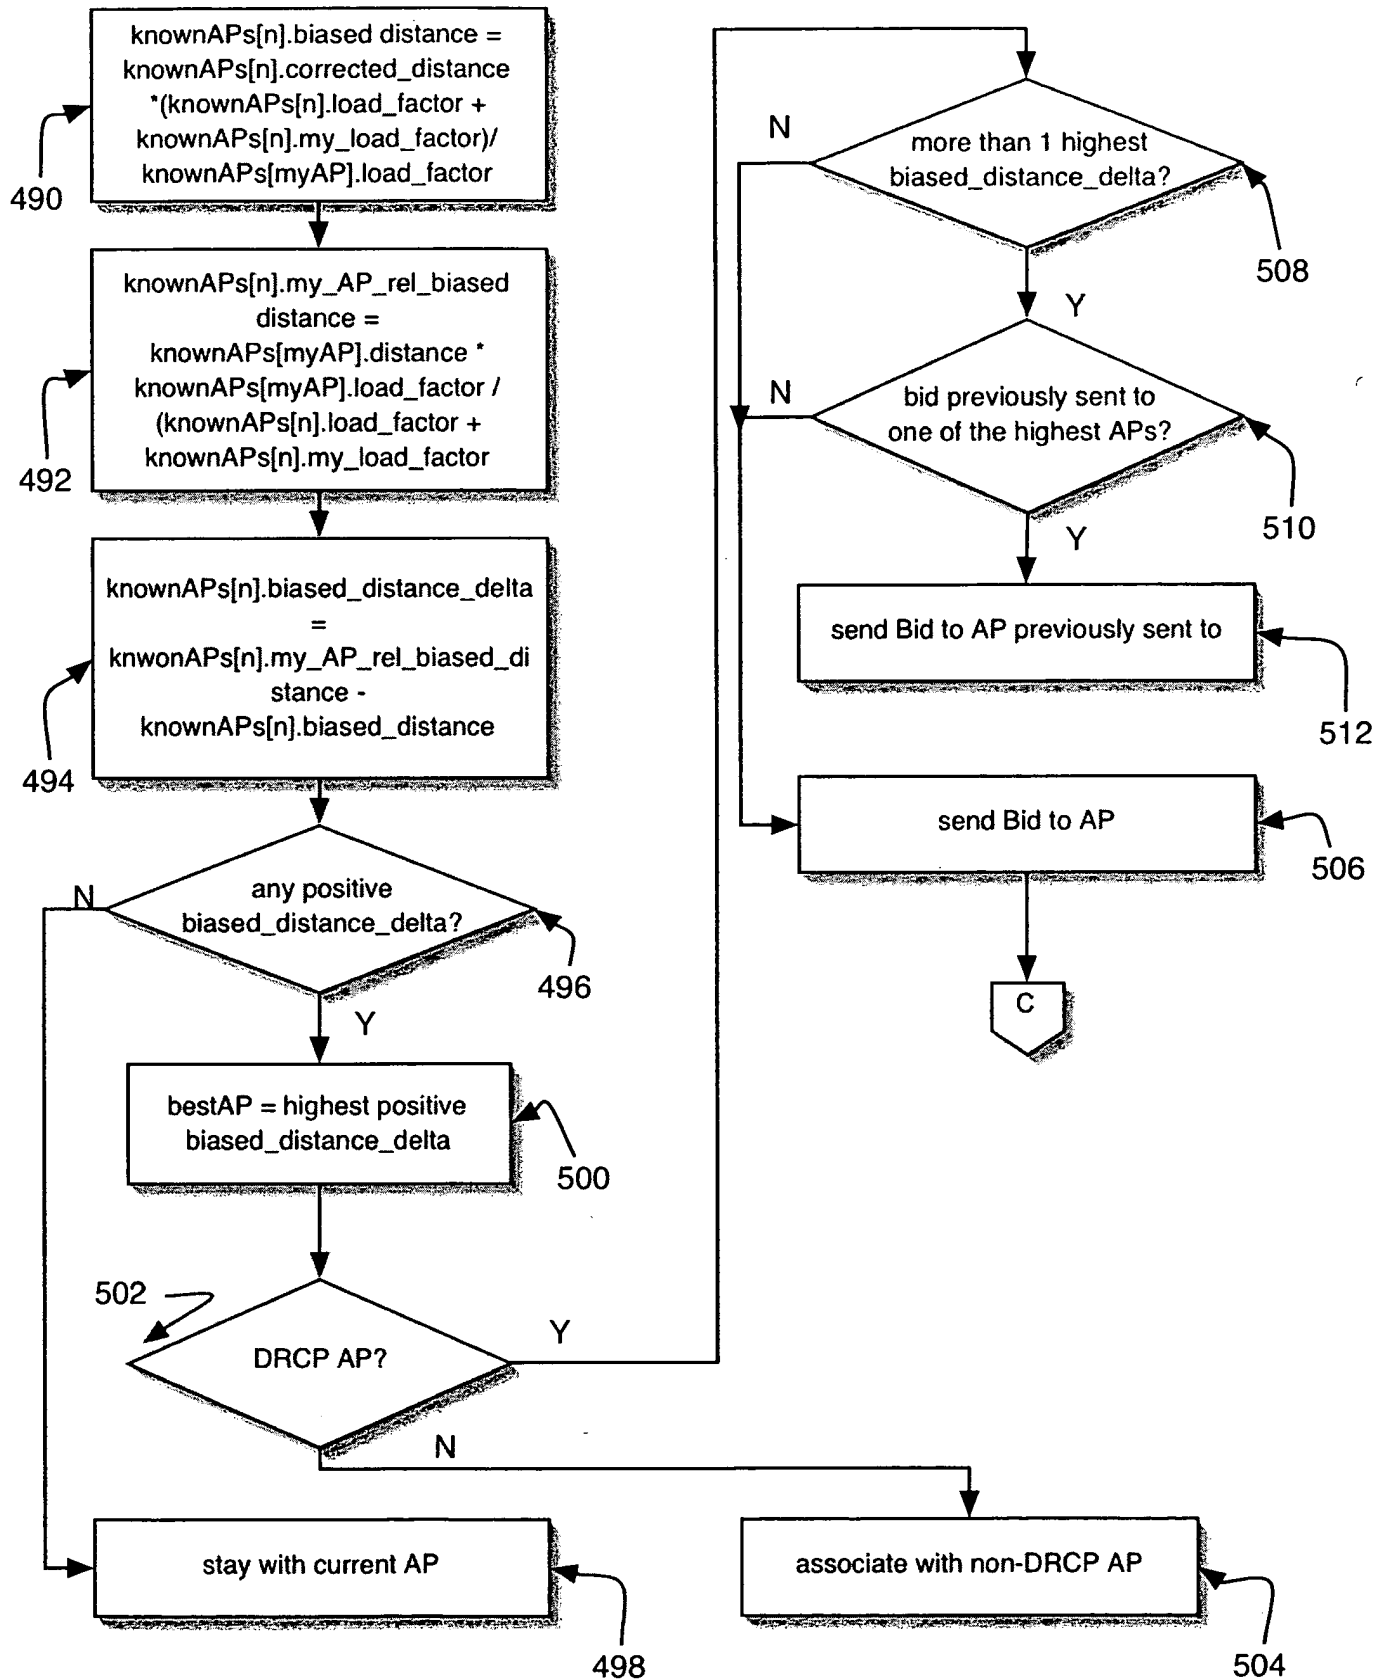 knownAPs[n].biased distance =
knownAPs[n].corrected_distance
*(knownAPs[n].load_factor +
knownAPs[n].my_load_factor)/
knownAPs[myAP].load_factor
490
knownAPs[n].my_AP_rel_biased
distance =
knownAPs[myAP].distance *
knownAPs[myAP].load_factor /
(knownAPs[n].load_factor +
knownAPs[n].my_load_factor
492
knownAPs[n].biased_distance_delta
=
knwonAPs[n].my_AP_rel_biased_di
stance -
knownAPs[n].biased_distance
494
any positive
biased_distance_delta?
N
496
Y
bestAP = highest positive
biased_distance_delta
500
502
DRCP AP?
Y
N
stay with current AP
498
associate with non-DRCP AP
504
more than 1 highest
biased_distance_delta?
N
508
Y
bid previously sent to
one of the highest APs?
N
510
Y
send Bid to AP previously sent to
512
send Bid to AP
506
C